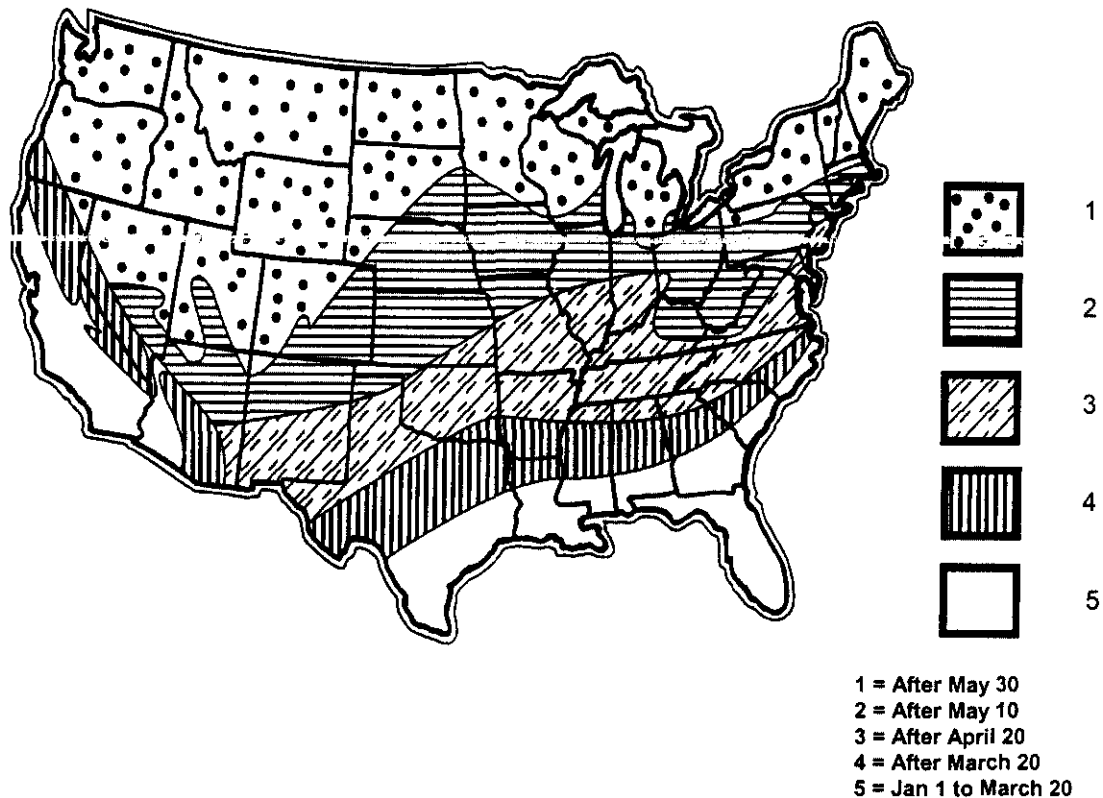 1
2
3
4
5
1 = After May 30
2 = After May 10
3 = After April 20
4 = After March 20
5 = Jan 1 to March 20